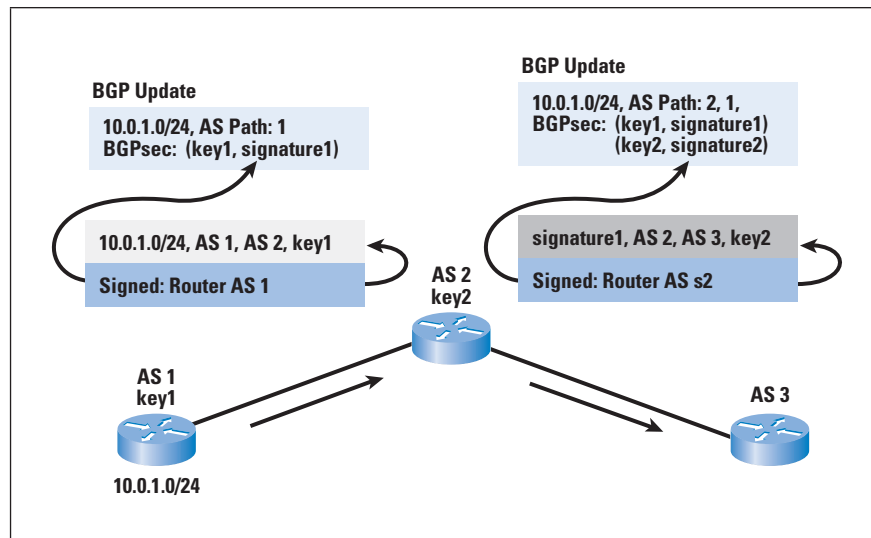 BGP Update
10.0.1.0/24, AS Path: 1
BGPsec: (key1, signature1)
10.0.1.0/24, AS 1, AS 2, key1
Signed: Router AS 1
BGP Update
10.0.1.0/24, AS Path: 2, 1,
BGPsec: (key1, signature1)
(key2, signature2)
signature1, AS 2, AS 3, key2
Signed: Router AS s2
AS 2
key2
AS 1
key1
10.0.1.0/24
AS 3